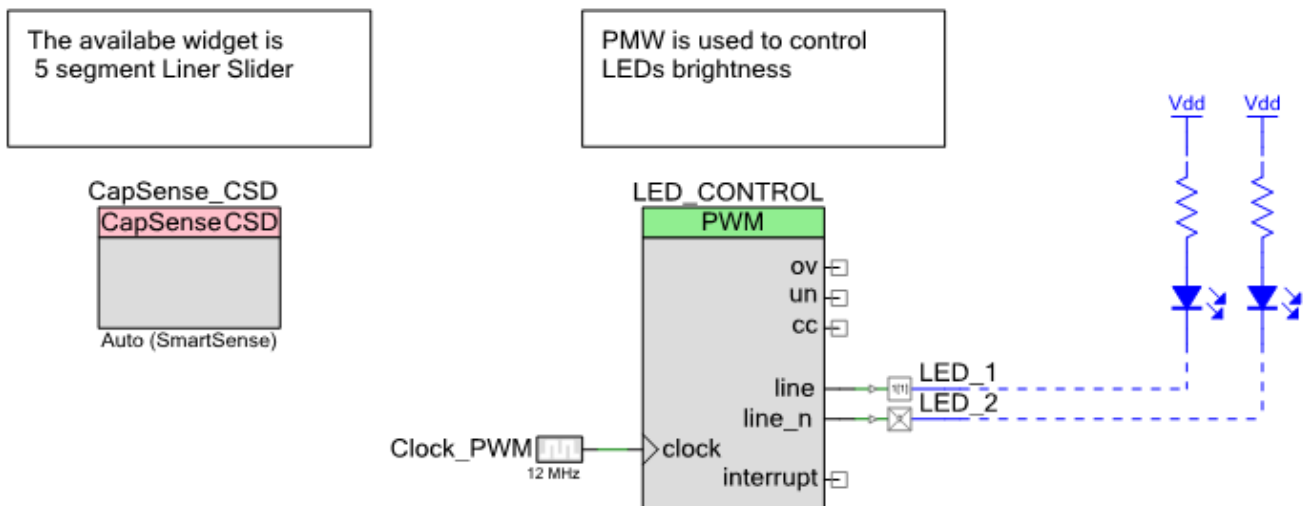 The availabe widget is
5 segment Liner Slider
PMW is used to control
LEDs brightness
Vdd
Vdd
CapSense_CSD
CapSense CSD
Auto (SmartSense)
LED_CONTROL
PWM
ov
un
cc
line
LED_1
line_n
LED_2
Clock_PWM
12 MHz
clock
interrupt